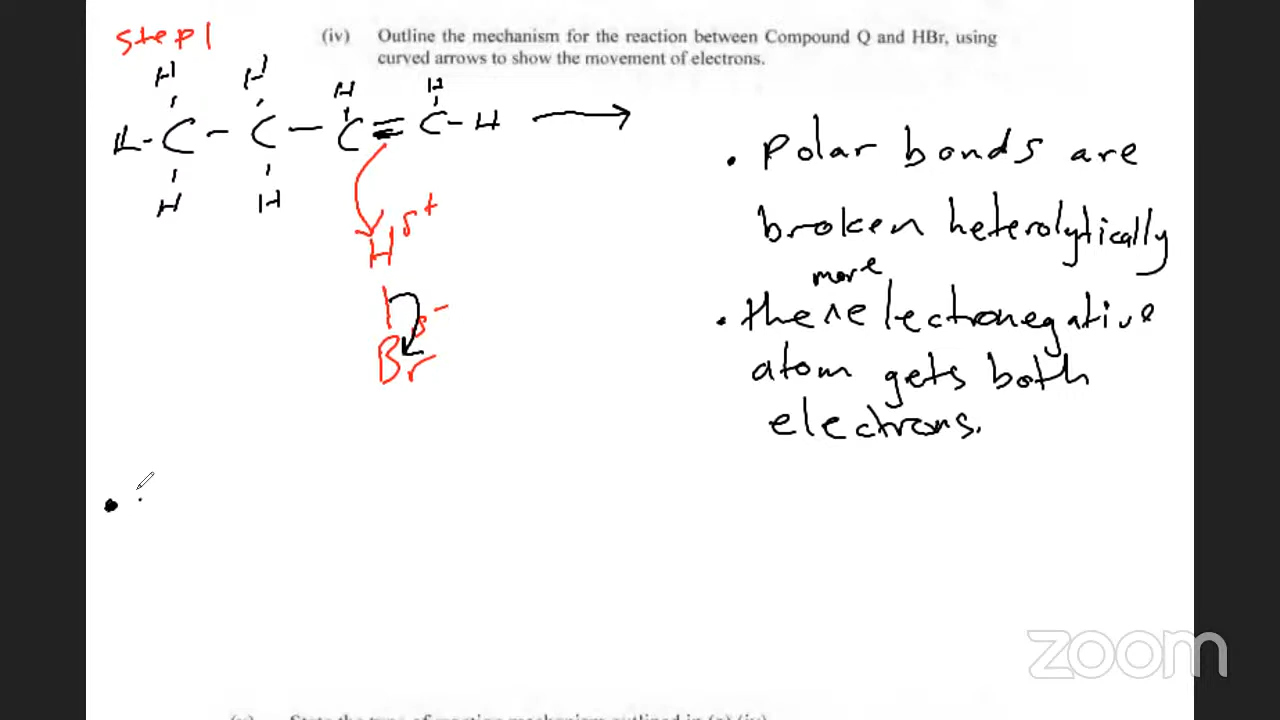 step 1
(iv) Outline the mechanism for the reaction between Compound Q and HBr, using
curved arrows to show the movement of electrons.
H H H H
H - C - C - C = C - H
H H
H δ+
δ-
Br
• Polar bonds are
broken heterolytically
more
• the ^ electronegative
atom gets both
electrons.
zoom